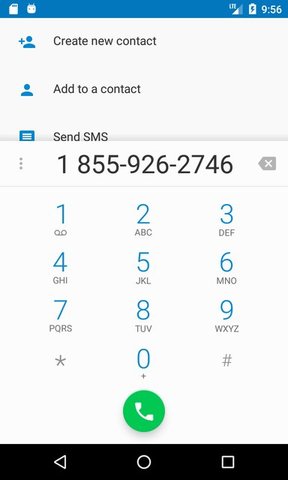 LTE 9:56
Create new contact
Add to a contact
Send SMS
1 855-926-2746
1 2 3
ABC DEF
4 5 6
GHI JKL MNO
7 8 9
PQRS TUV WXYZ
* 0 #
+